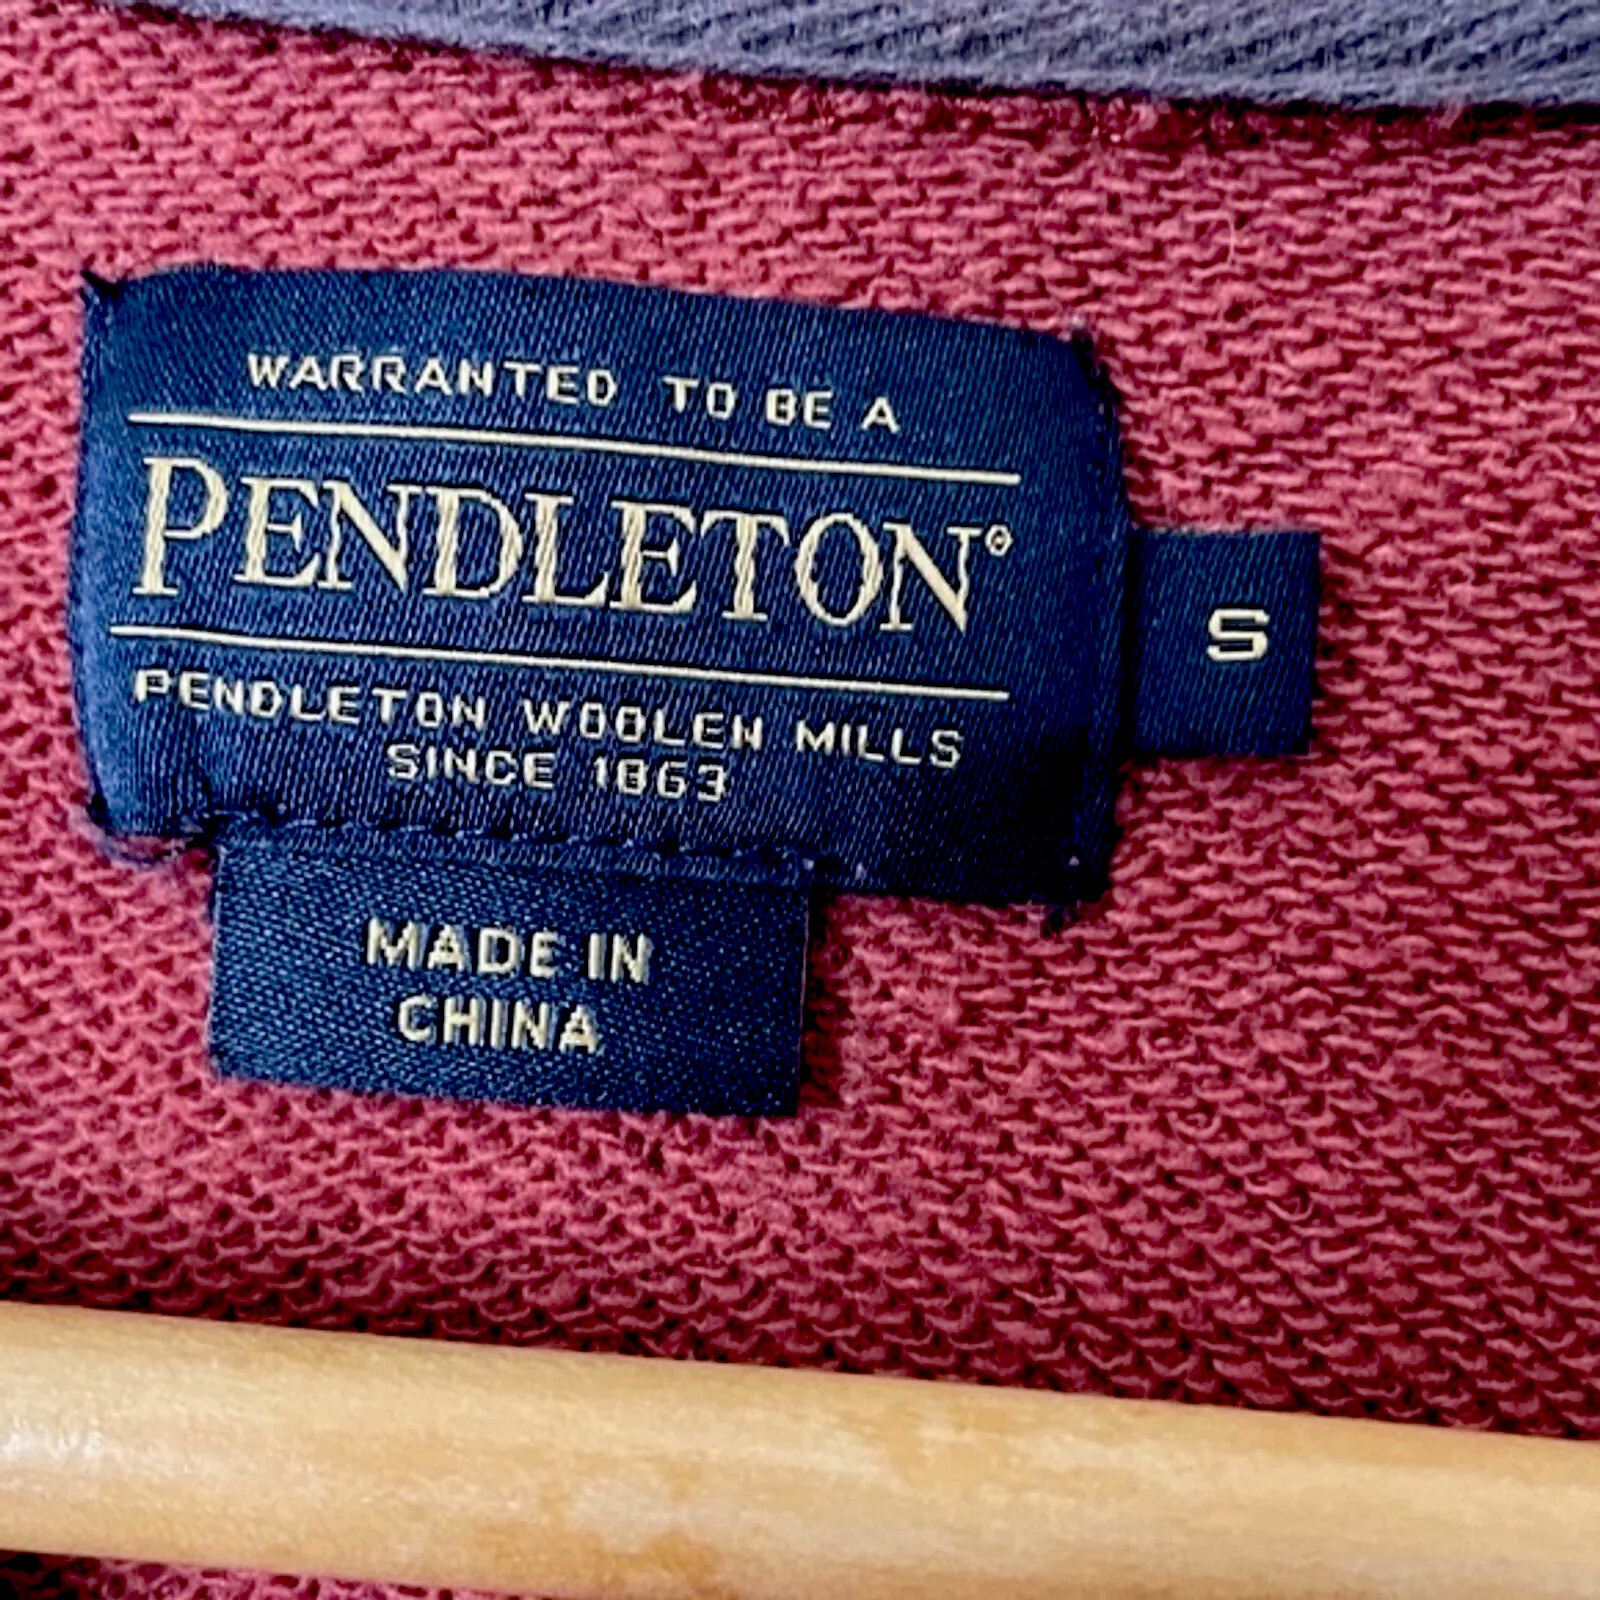 WARRANTED TO BE A
PENDLETON®
PENDLETON WOOLEN MILLS
SINCE 1863
S
MADE IN
CHINA